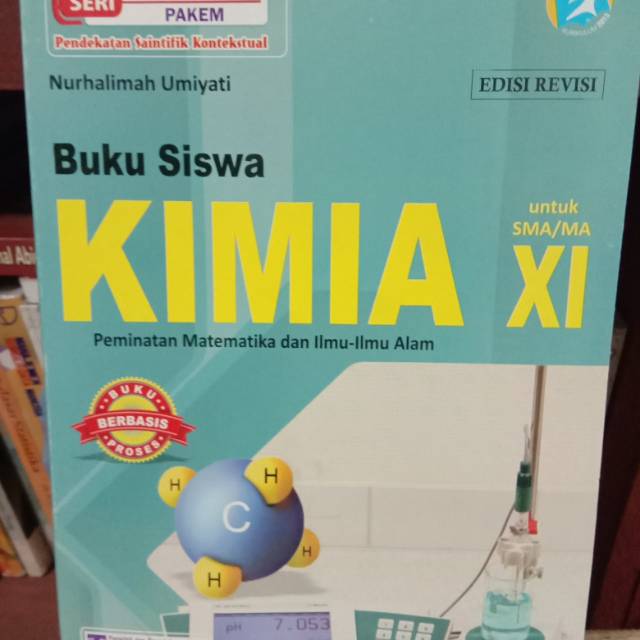 SERI
PAKEM
Pendekatan Saintifik Kontekstual
Nurhalimah Umiyati
EDISI REVISI
Buku Siswa
KIMIA
untuk
SMA/MA
XI
Peminatan Matematika dan Ilmu-Ilmu Alam
BUKU
BERBASIS
PROSES
H
H
C
H
H
pH 7.053